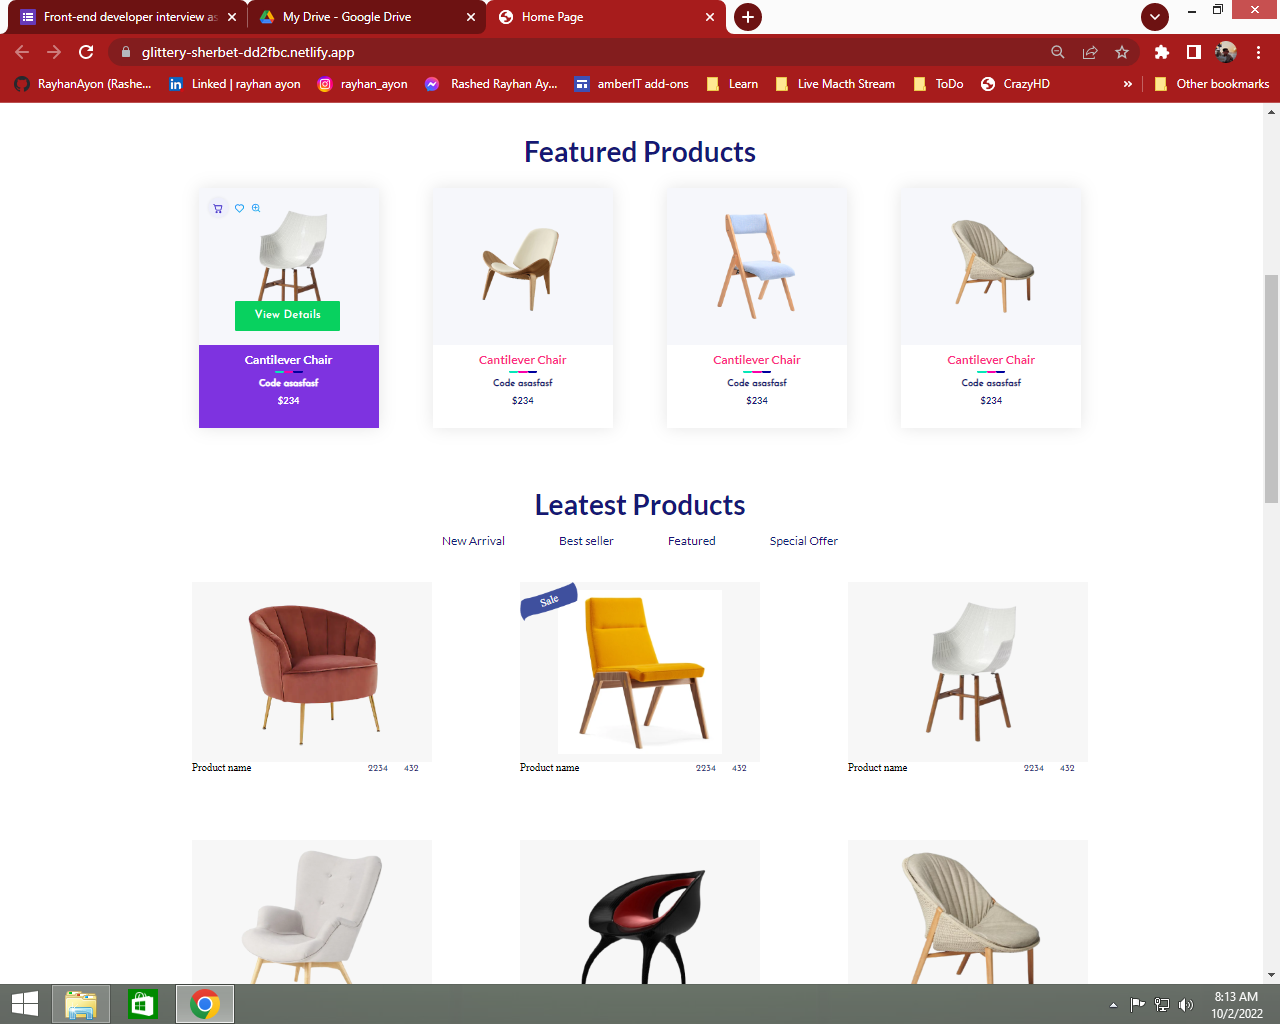 Front-end developer interview as
My Drive - Google Drive
Home Page
glittery-sherbet-dd2fbc.netlify.app
RayhanAyon (Rashe...
Linked | rayhan ayon
rayhan_ayon
Rashed Rayhan Ay...
amberIT add-ons
Learn
Live Macth Stream
ToDo
CrazyHD
»
Other bookmarks
Featured Products
View Details
Cantilever Chair
Code asasfasf
$234
Cantilever Chair
Code asasfasf
$234
Cantilever Chair
Code asasfasf
$234
Cantilever Chair
Code asasfasf
$234
Leatest Products
New Arrival
Best seller
Featured
Special Offer
Sale
Product name 2234 432
Product name 2234 432
Product name 2234 432
8:13 AM
10/2/2022